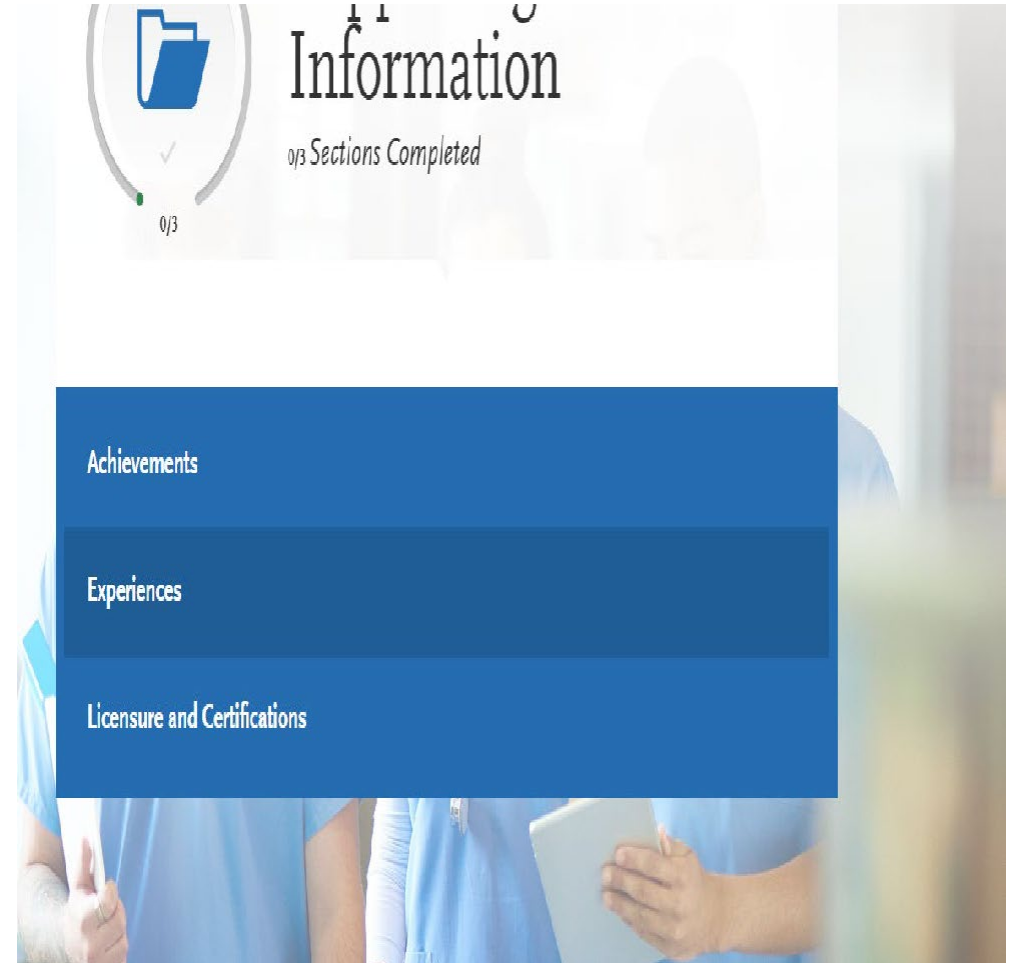 Information
0/3 Sections Completed
0/3
Achievements
Experiences
Licensure and Certifications